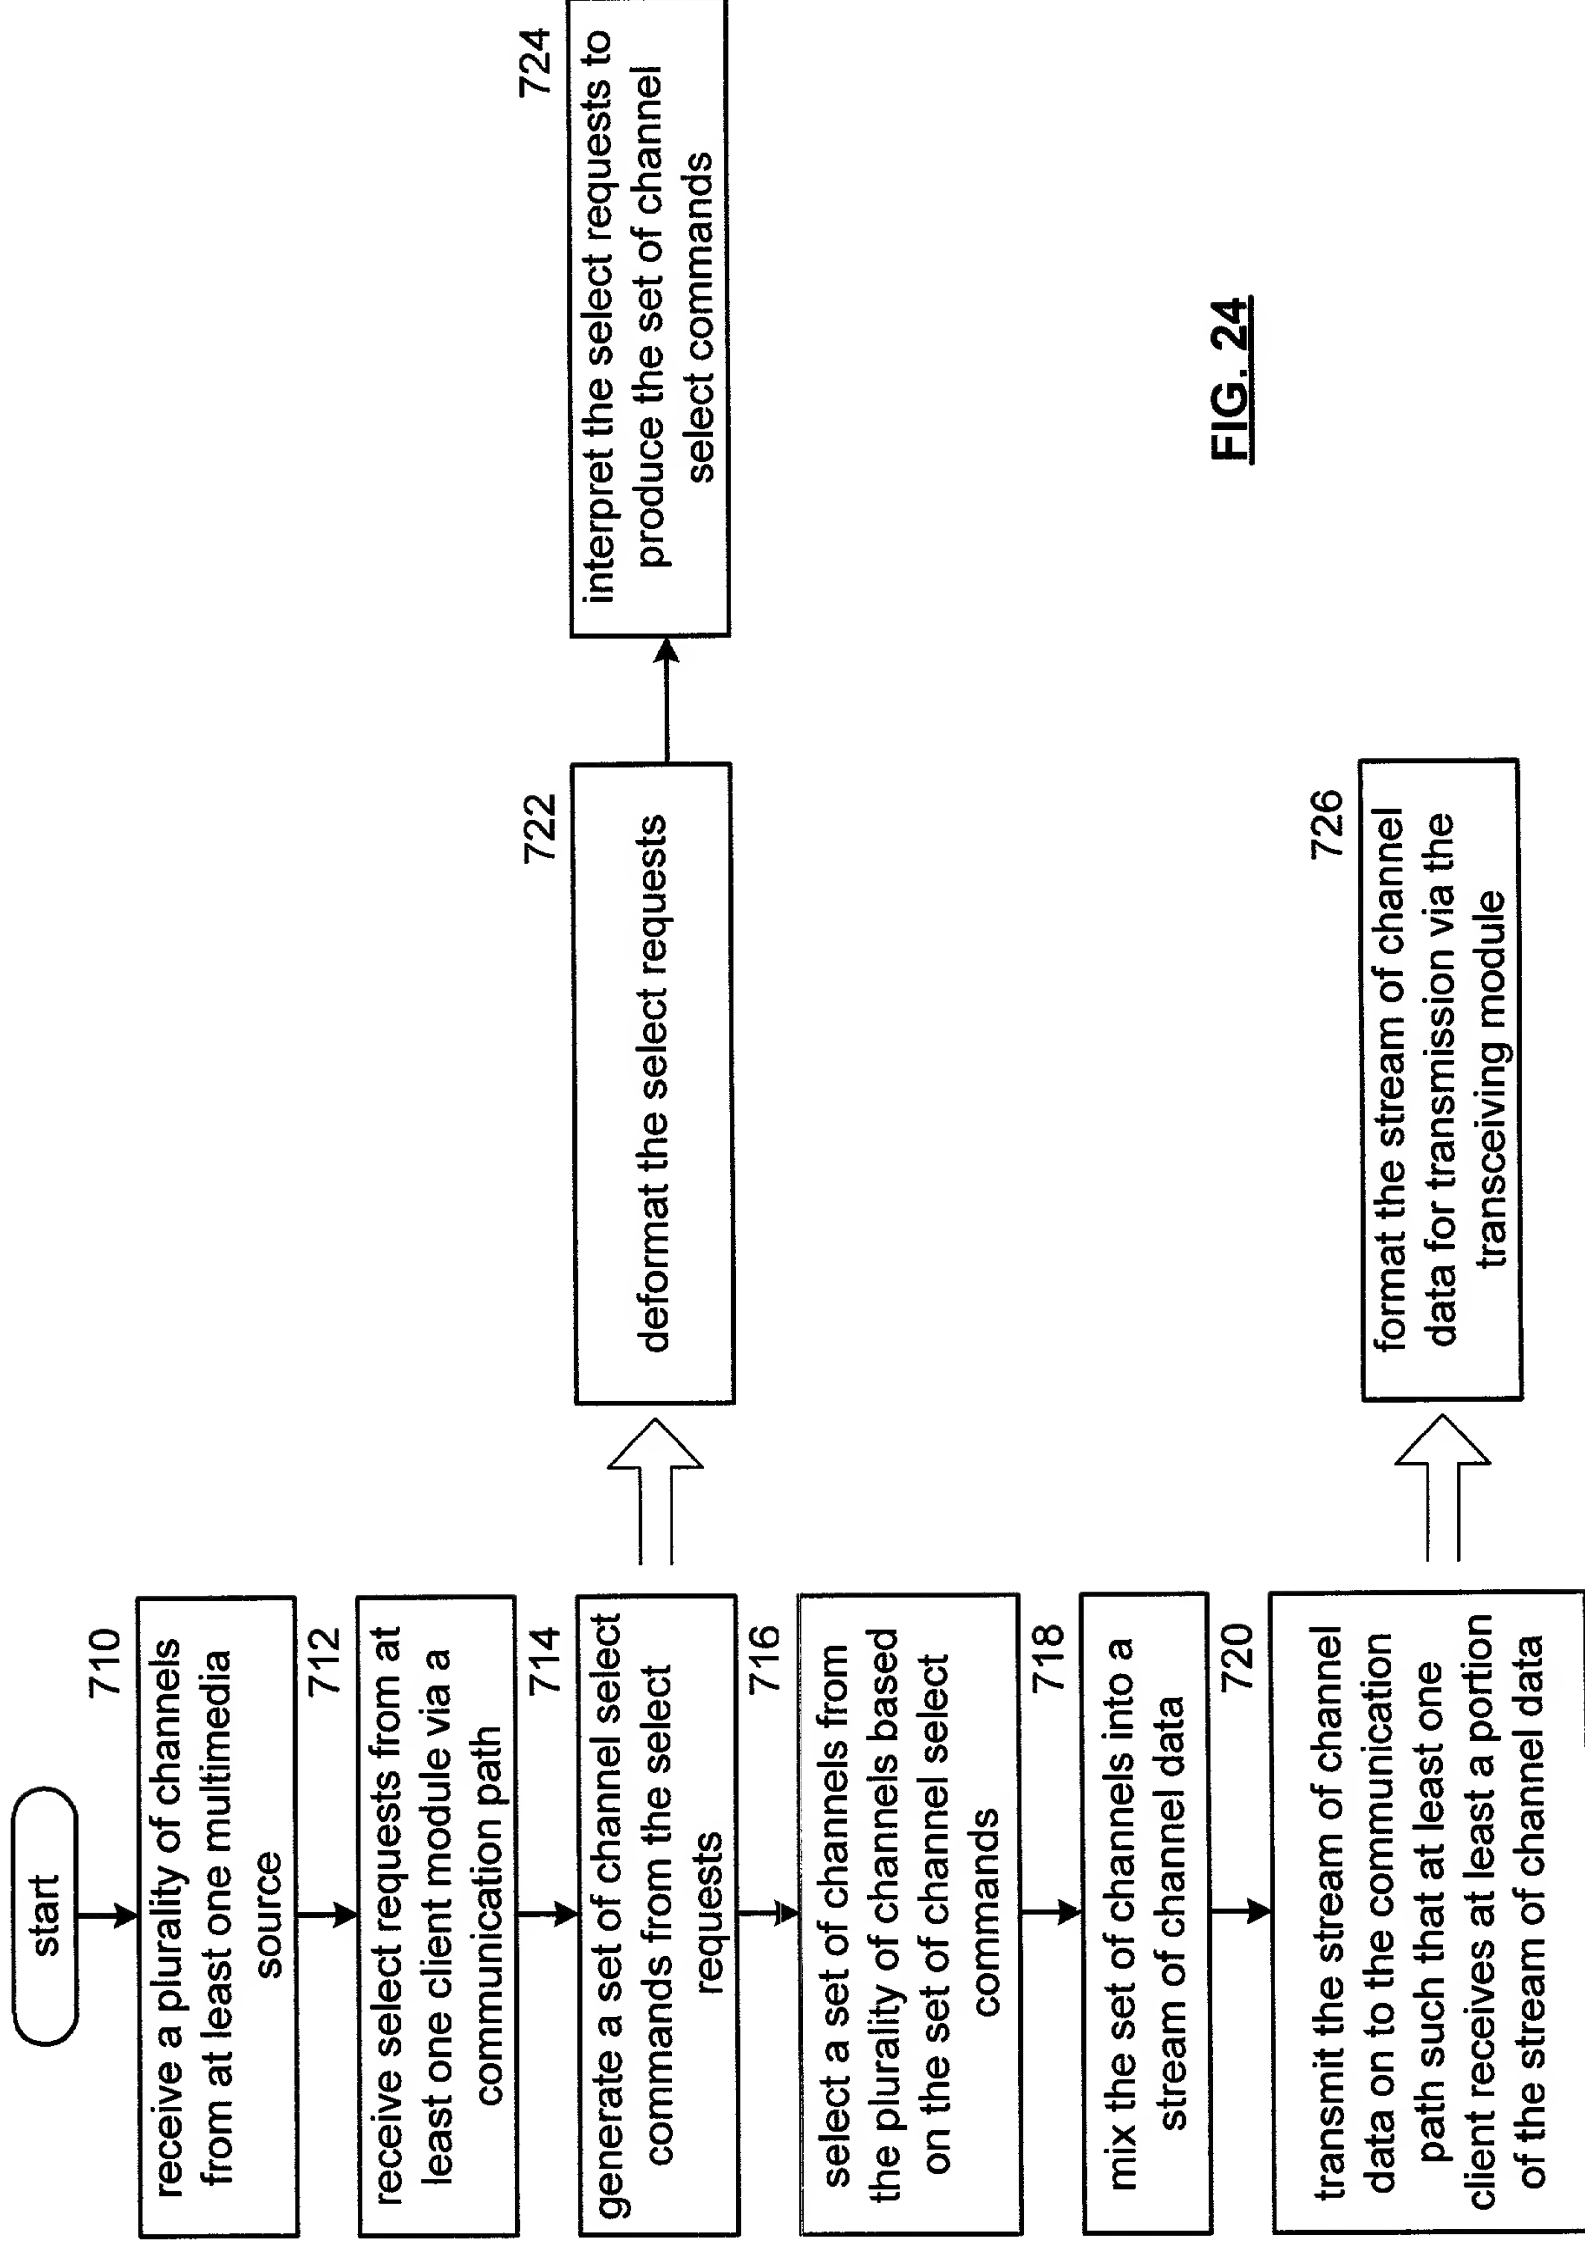 start
710
receive a plurality of channels
from at least one multimedia
source
712
receive select requests from at
least one client module via a
communication path
714
generate a set of channel select
commands from the select
requests
716
select a set of channels from
the plurality of channels based
on the set of channel select
commands
718
mix the set of channels into a
stream of channel data
720
transmit the stream of channel
data on to the communication
path such that at least one
client receives at least a portion
of the stream of channel data
722
deformat the select requests
724
interpret the select requests to
produce the set of channel
select commands
726
format the stream of channel
data for transmission via the
transceiving module
FIG. 24